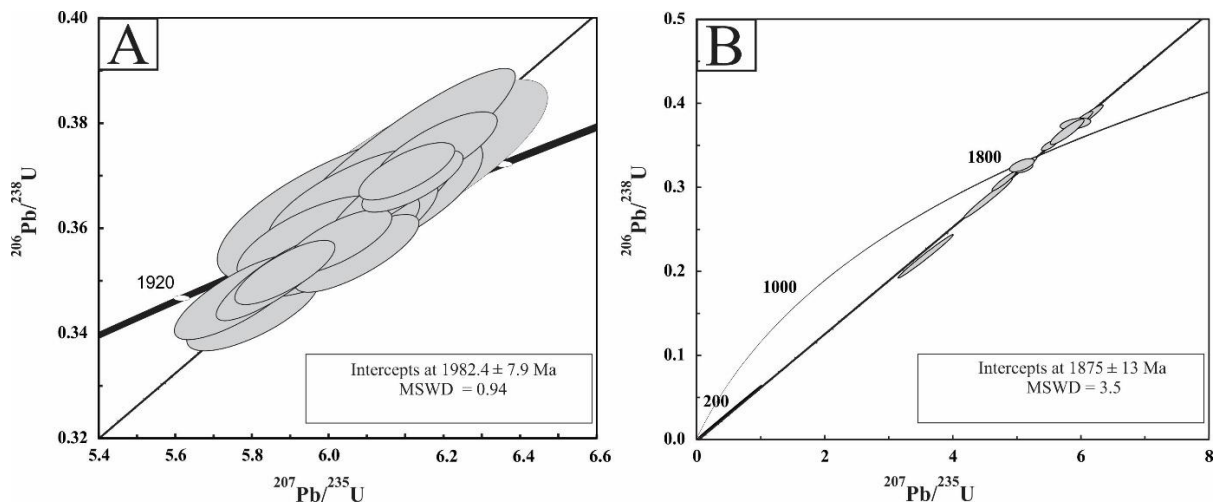 A
0.40
0.38
0.36
0.34
0.32
206Pb/238U
1920
Intercepts at 1982.4 ± 7.9 Ma
MSWD = 0.94
5.4 5.6 5.8 6.0 6.2 6.4 6.6
207Pb/235U
B
0.5
0.4
0.3
0.2
0.1
0.0
206Pb/238U
1800
1000
200
Intercepts at 1875 ± 13 Ma
MSWD = 3.5
0 2 4 6 8
207Pb/235U